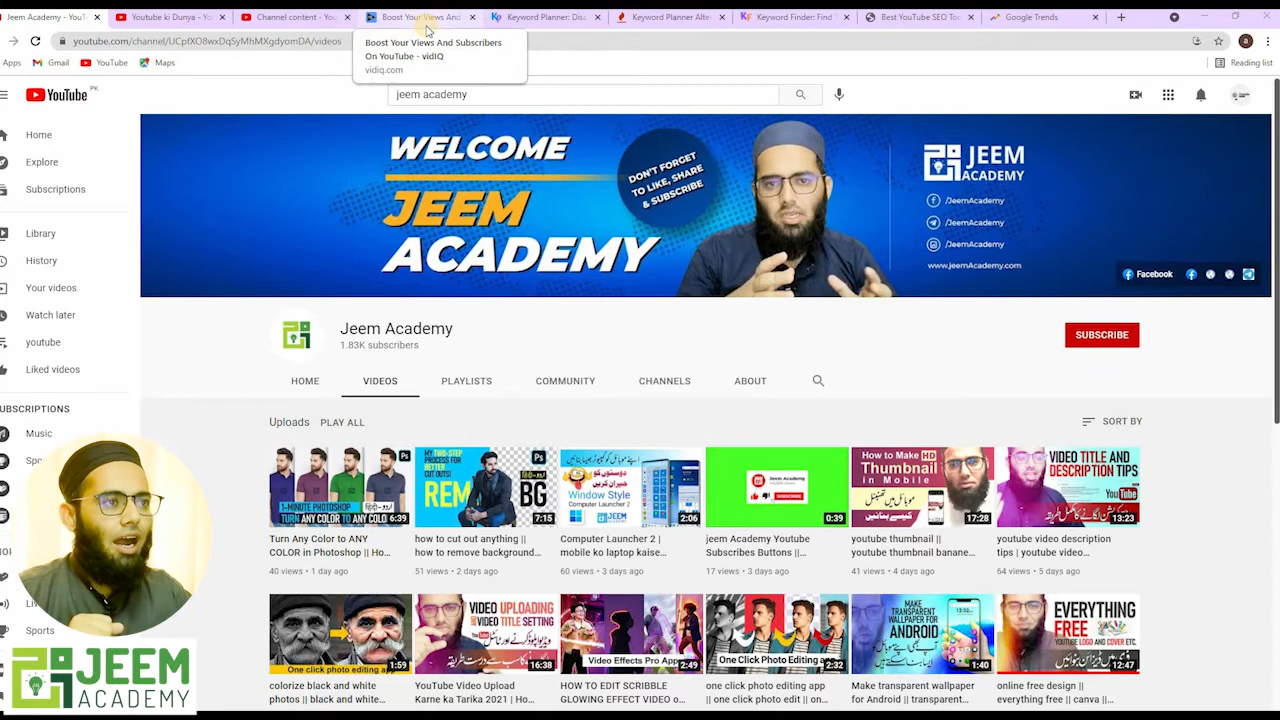 Jeem Academy - YouT
Youtube ki Dunya - Yo
Channel content - You
Boost Your Views And
Keyword Planner: Disc
Keyword Planner Alter
Keyword Finder: Find
Best YouTube SEO Too
Google Trends
youtube.com/channel/UCpfXO8wxDqSyMhMXgdyomDA/videos
Boost Your Views And Subscribers
On YouTube - vidIQ
vidiq.com
Apps
Gmail
YouTube
Maps
Reading list
YouTube PK
jeem academy
Home
Explore
Subscriptions
Library
History
Your videos
Watch later
youtube
Liked videos
UBSCRIPTIONS
Music
Spo
Sports
WELCOME
JEEM
ACADEMY
DON'T FORGET
TO LIKE, SHARE
& SUBSCRIBE
JEEM
ACADEMY
/JeemAcademy
/JeemAcademy
/JeemAcademy
www.jeemAcademy.com
Facebook
Jeem Academy
1.83K subscribers
SUBSCRIBE
HOME
VIDEOS
PLAYLISTS
COMMUNITY
CHANNELS
ABOUT
Uploads
PLAY ALL
SORT BY
Ps
1-MINUTE PHOTOSHOP
TURN ANY COLOR TO ANY COLOR
6:39
MY TWO-STEP
PROCESS FOR
BETTER
CUT OUTS!
REM
BG
Ps
7:15
Window Style
Computer Launcher 2
2:06
Jeem Academy
SUBSCRIBE
0:39
How to Make HD
Thumbnail
in Mobile
17:28
VIDEO TITLE AND
DESCRIPTION TIPS
YouTube
13:23
Turn Any Color to ANY
COLOR in Photoshop || Ho...
40 views • 1 day ago
how to cut out anything ||
how to remove background...
51 views • 2 days ago
Computer Launcher 2 |
mobile ko laptop kaise...
60 views • 3 days ago
jeem Academy Youtube
Subscribes Buttons ||...
17 views • 3 days ago
youtube thumbnail ||
youtube thumbnail banane...
41 views • 4 days ago
youtube video description
tips | youtube video...
64 views • 5 days ago
One click photo editing
1:59
VIDEO UPLOADING
AND VIDEO TITLE SETTING
16:38
Video Effects Pro App
2:49
One click photo editing app
2:32
MAKE
TRANSPARENT
WALLPAPER
FOR
ANDROID
1:40
EVERYTHING
FREE
YOUTUBE LOGO AND COVER ETC.
12:47
colorize black and white
photos || black and white...
YouTube Video Upload
Karne ka Tarika 2021 | How...
HOW TO EDIT SCRIBBLE
GLOWING EFFECT VIDEO o...
one click photo editing app
|| one click photo edit || on...
Make transparent wallpaper
for Android || transparent...
online free design ||
everything free || canva ||...
JEEM
ACADEMY